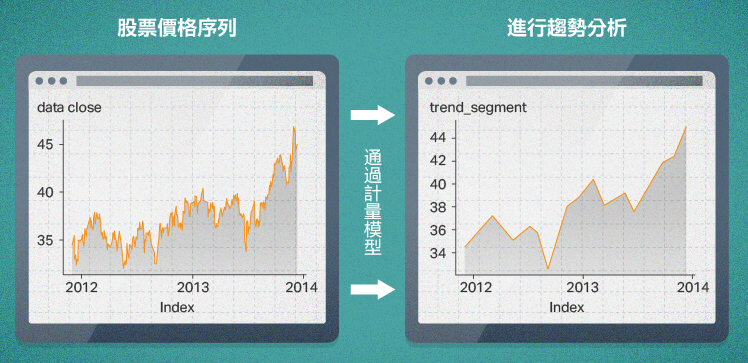 股票價格序列
進行趨勢分析
data close
45
40
35
2012
2013
2014
Index
通過計量模型
trend_segment
44
42
40
38
36
34
2012
2013
2014
Index